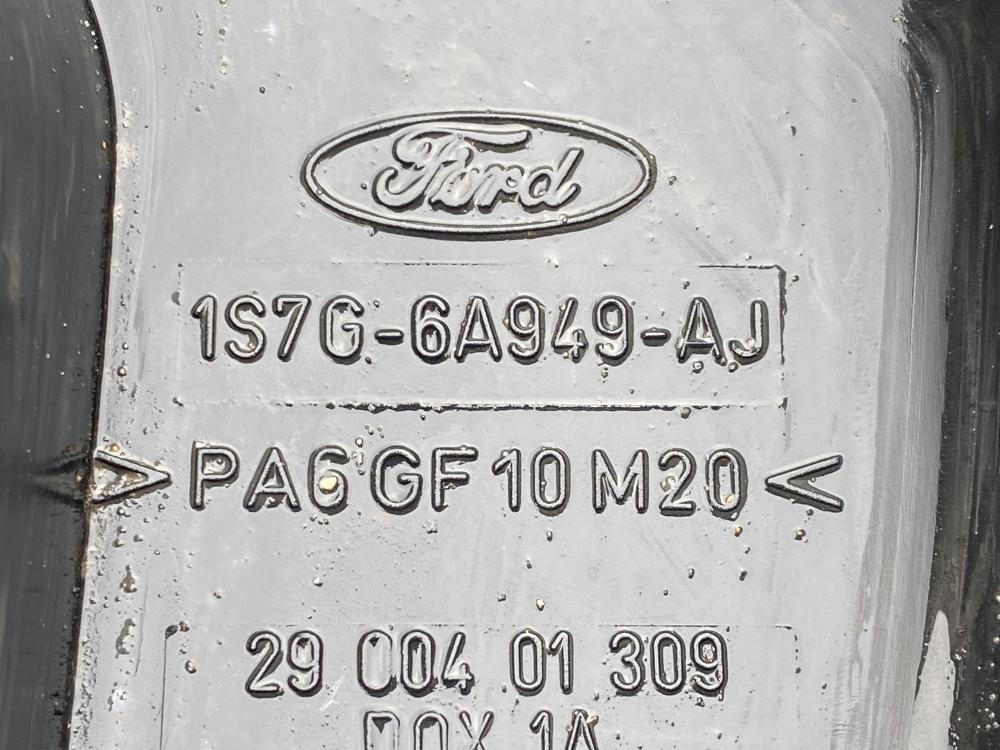 Ford
1S7G-6A949-AJ
>PA6 GF10 M20<
29 004 01 309